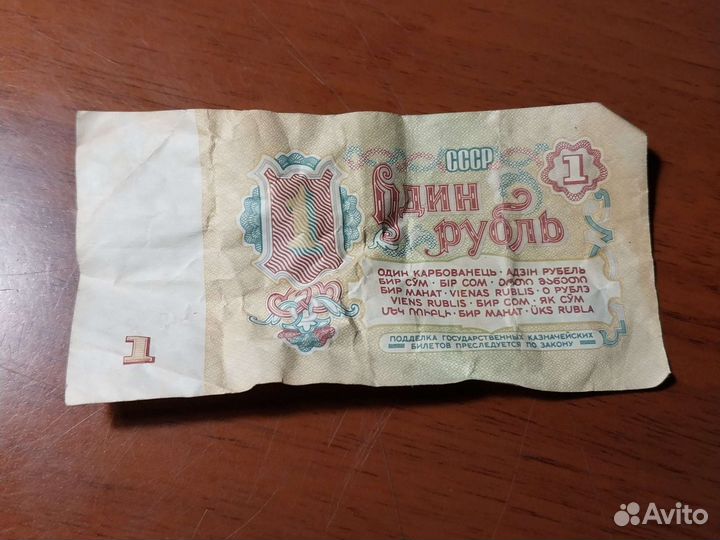 СССР
1
1
Один
рубль
ОДИН КАРБОВАНЕЦЬ · АДЗІН РУБЕЛЬ
БИР СЎМ · БІР СОМ · ᲔᲠᲗᲘ ᲛᲐᲜᲔᲗᲘ
БИР МАНАТ · VIENAS RUBLIS · О РУБЛЭ
VIENS RUBLIS · БИР СОМ · ЯК СӮМ
ՄԵԿ ՌՈՒԲԼԻ · БИР МАНАТ · ÜKS RUBLA
ПОДДЕЛКА ГОСУДАРСТВЕННЫХ КАЗНАЧЕЙСКИХ
БИЛЕТОВ ПРЕСЛЕДУЕТСЯ ПО ЗАКОНУ
1
Avito